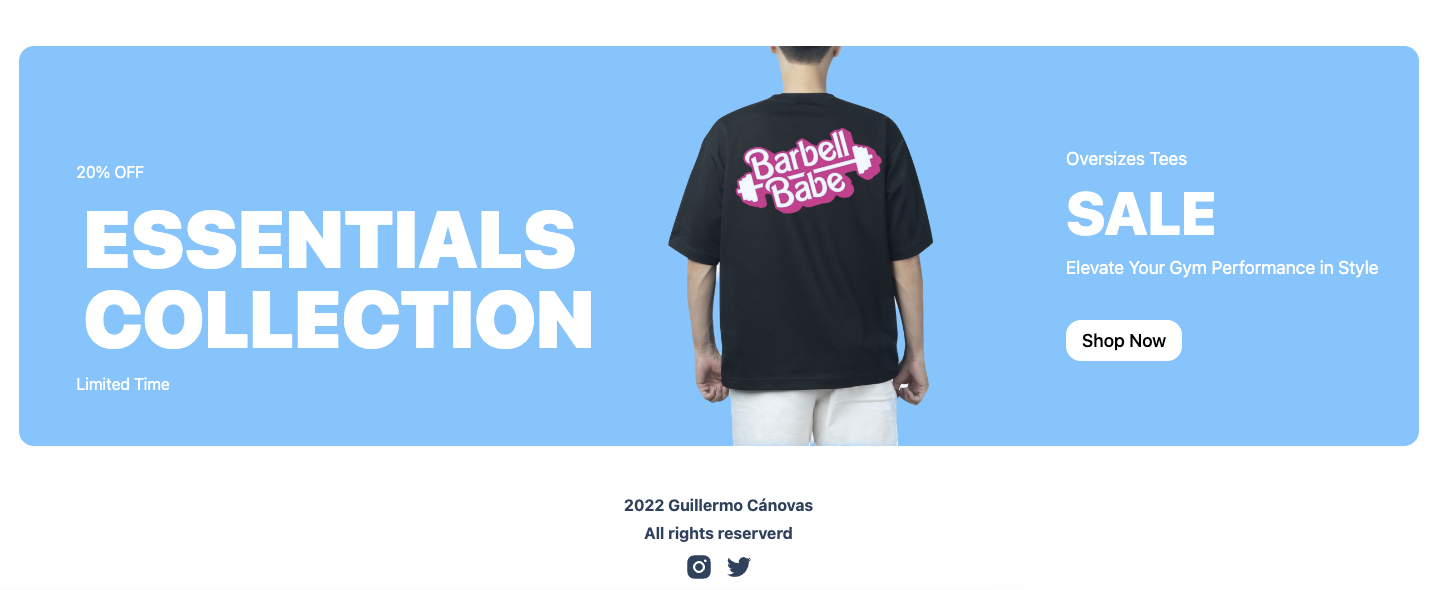 20% OFF
ESSENTIALS
COLLECTION
Limited Time
Barbell
Babe
Oversizes Tees
SALE
Elevate Your Gym Performance in Style
Shop Now
2022 Guillermo Cánovas
All rights reserverd